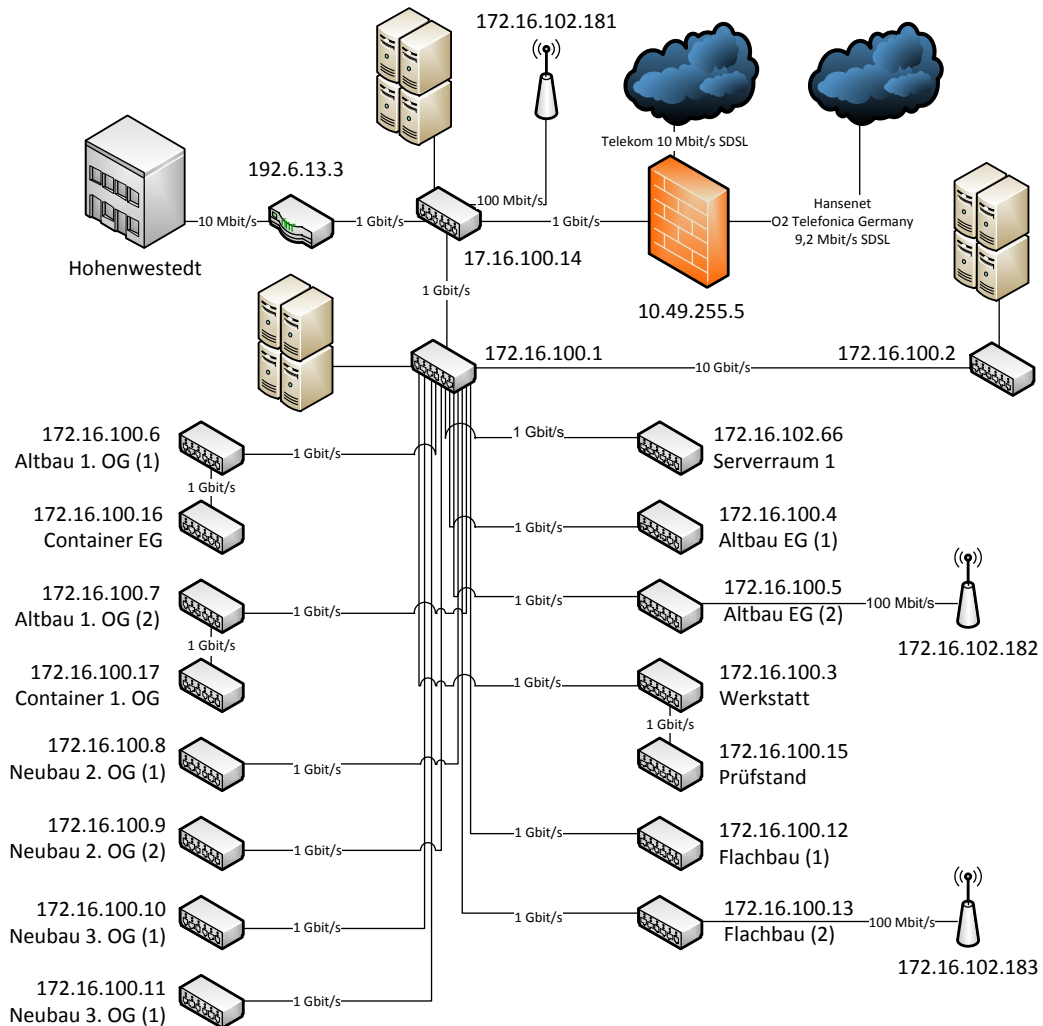 172.16.102.181
Telekom 10 Mbit/s SDSL
192.6.13.3
100 Mbit/s
Hansenet
O2 Telefonica Germany
9,2 Mbit/s SDSL
10 Mbit/s
1 Gbit/s
1 Gbit/s
Hohenwestedt
17.16.100.14
1 Gbit/s
10.49.255.5
172.16.100.1
172.16.100.2
10 Gbit/s
172.16.100.6
Altbau 1. OG (1)
1 Gbit/s
1 Gbit/s
172.16.100.16
Container EG
172.16.100.7
Altbau 1. OG (2)
1 Gbit/s
1 Gbit/s
172.16.100.17
Container 1. OG
172.16.100.8
Neubau 2. OG (1)
1 Gbit/s
172.16.100.9
Neubau 2. OG (2)
1 Gbit/s
172.16.100.10
Neubau 3. OG (1)
1 Gbit/s
172.16.100.11
Neubau 3. OG (1)
1 Gbit/s
1 Gbit/s
172.16.102.66
Serverraum 1
1 Gbit/s
172.16.100.4
Altbau EG (1)
1 Gbit/s
172.16.100.5
Altbau EG (2)
100 Mbit/s
172.16.102.182
1 Gbit/s
172.16.100.3
Werkstatt
1 Gbit/s
172.16.100.15
Prüfstand
1 Gbit/s
172.16.100.12
Flachbau (1)
1 Gbit/s
172.16.100.13
Flachbau (2)
100 Mbit/s
172.16.102.183